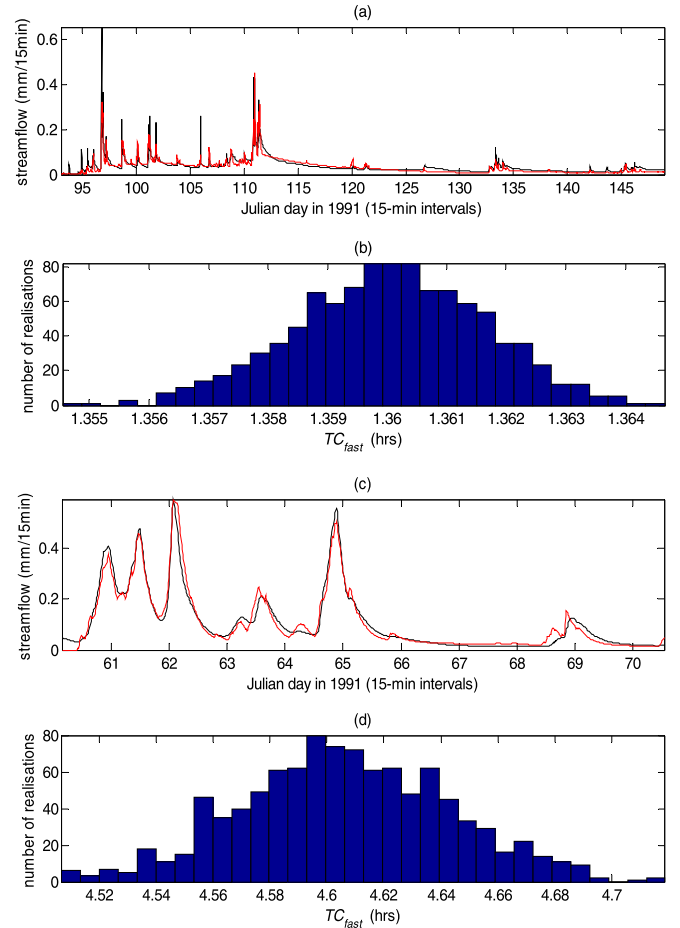 (a)
streamflow (mm/15min)
0.6
0.4
0.2
0
95 100 105 110 115 120 125 130 135 140 145
Julian day in 1991 (15-min intervals)
(b)
number of realisations
80
60
40
20
0
1.355 1.356 1.357 1.358 1.359 1.36 1.361 1.362 1.363 1.364
TCfast (hrs)
(c)
streamflow (mm/15min)
0.4
0.2
0
61 62 63 64 65 66 67 68 69 70
Julian day in 1991 (15-min intervals)
(d)
number of realisations
80
60
40
20
0
4.52 4.54 4.56 4.58 4.6 4.62 4.64 4.66 4.68 4.7
TCfast (hrs)